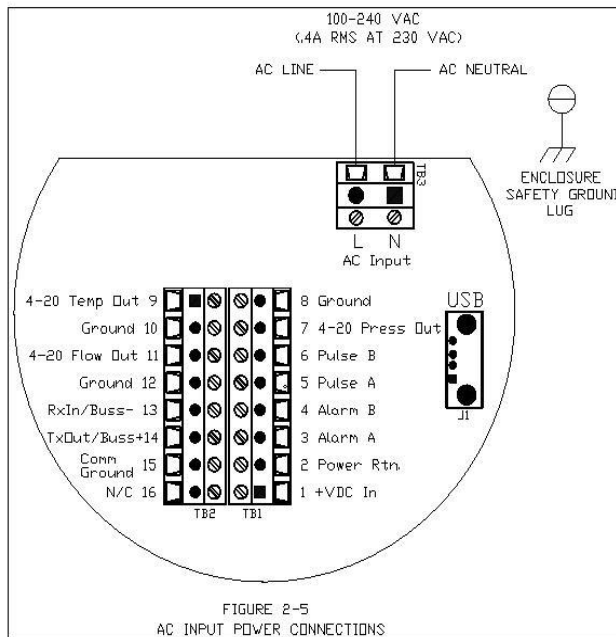 100-240 VAC
(.4A RMS AT 230 VAC)
AC LINE
AC NEUTRAL
TB3
ENCLOSURE
SAFETY GROUND
LUG
L N
AC Input
4-20 Temp Out 9
Ground 10
4-20 Flow Out 11
Ground 12
RxIn/Buss- 13
TxOut/Buss+14
Comm
Ground 15
N/C 16
8 Ground
7 4-20 Press Out
6 Pulse B
5 Pulse A
4 Alarm B
3 Alarm A
2 Power Rtn.
1 +VDC In
TB2 TB1
USB
J1
FIGURE 2-5
AC INPUT POWER CONNECTIONS